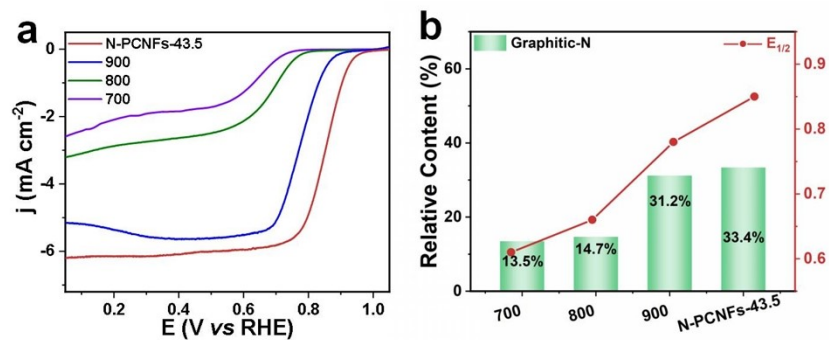 a
N-PCNFs-43.5
900
800
700
0
-2
-4
-6
j (mA cm⁻²)
0.2 0.4 0.6 0.8 1.0
E (V vs RHE)
b
Graphitic-N
E1/2
60
40
20
0
Relative Content (%)
0.9
0.8
0.7
0.6
13.5%
14.7%
31.2%
33.4%
700 800 900 N-PCNFs-43.5